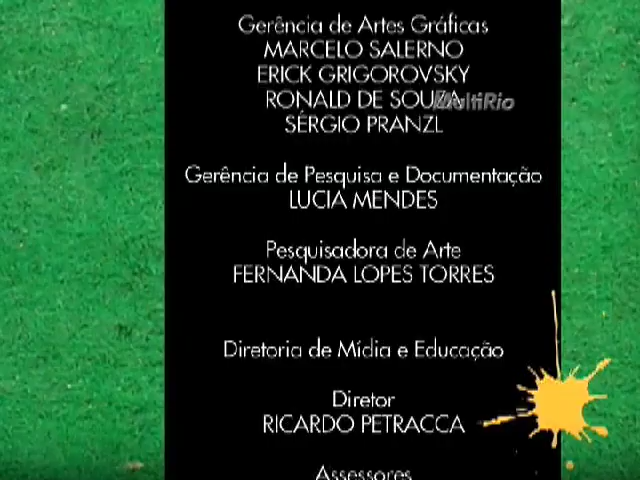 Gerência de Artes Gráficas
MARCELO SALERNO
ERICK GRIGOROVSKY
RONALD DE SOUZA
MultiRio
SÉRGIO PRANZL
Gerência de Pesquisa e Documentação
LUCIA MENDES
Pesquisadora de Arte
FERNANDA LOPES TORRES
Diretoria de Mídia e Educação
Diretor
RICARDO PETRACCA
Assessores